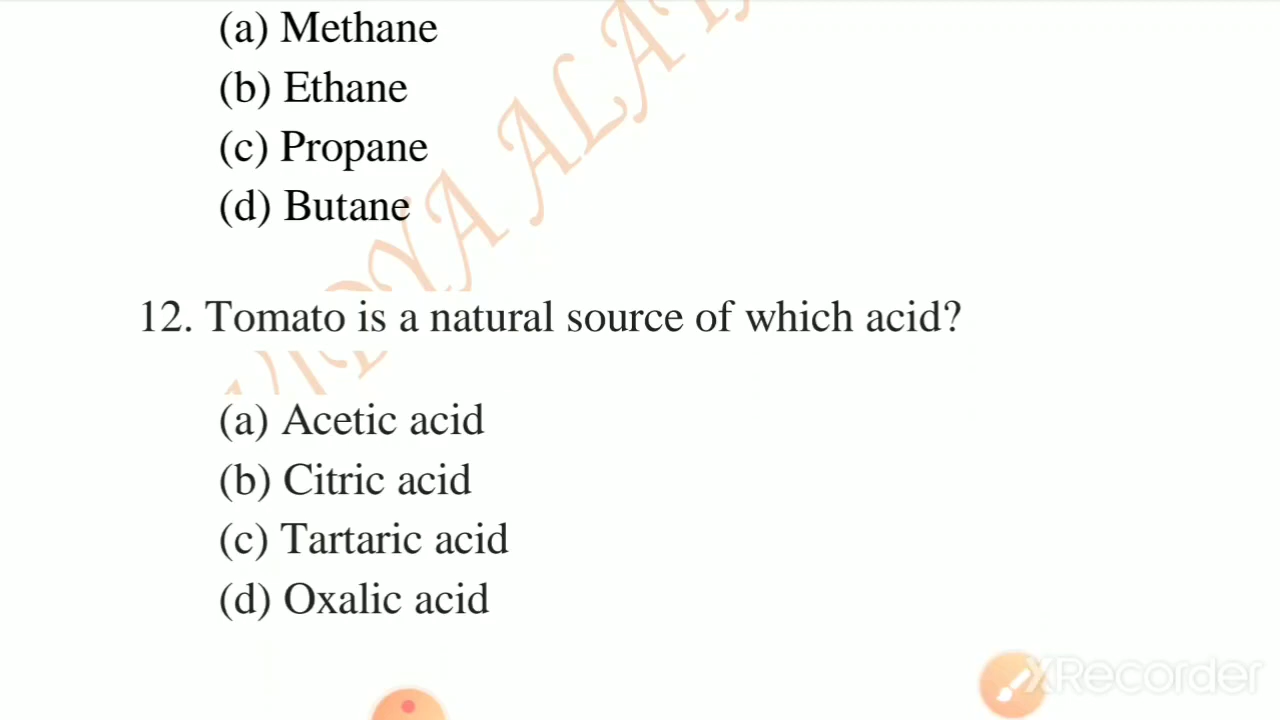 (a) Methane
(b) Ethane
(c) Propane
(d) Butane
12. Tomato is a natural source of which acid?
(a) Acetic acid
(b) Citric acid
(c) Tartaric acid
(d) Oxalic acid
XRecorder